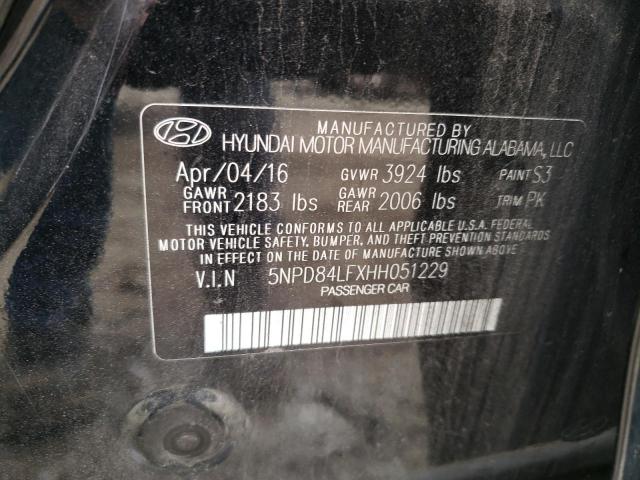 MANUFACTURED BY
HYUNDAI MOTOR MANUFACTURING ALABAMA, LLC
Apr/04/16 GVWR 3924 lbs PAINT S3
GAWR FRONT 2183 lbs GAWR REAR 2006 lbs TRIM PK
THIS VEHICLE CONFORMS TO ALL APPLICABLE U.S.A. FEDERAL
MOTOR VEHICLE SAFETY, BUMPER, AND THEFT PREVENTION STANDARDS
IN EFFECT ON THE DATE OF MANUFACTURE SHOWN ABOVE
V.I.N 5NPD84LFXHH051229
PASSENGER CAR